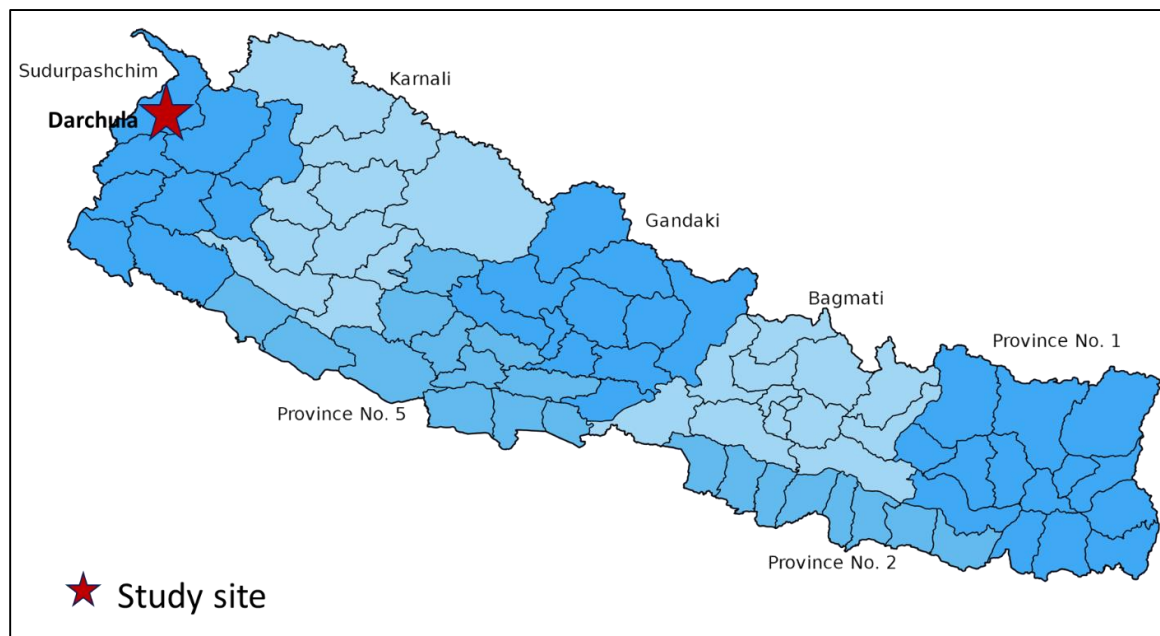 Sudurpashchim
Karnali
Darchula
Gandaki
Bagmati
Province No. 1
Province No. 5
Province No. 2
Study site